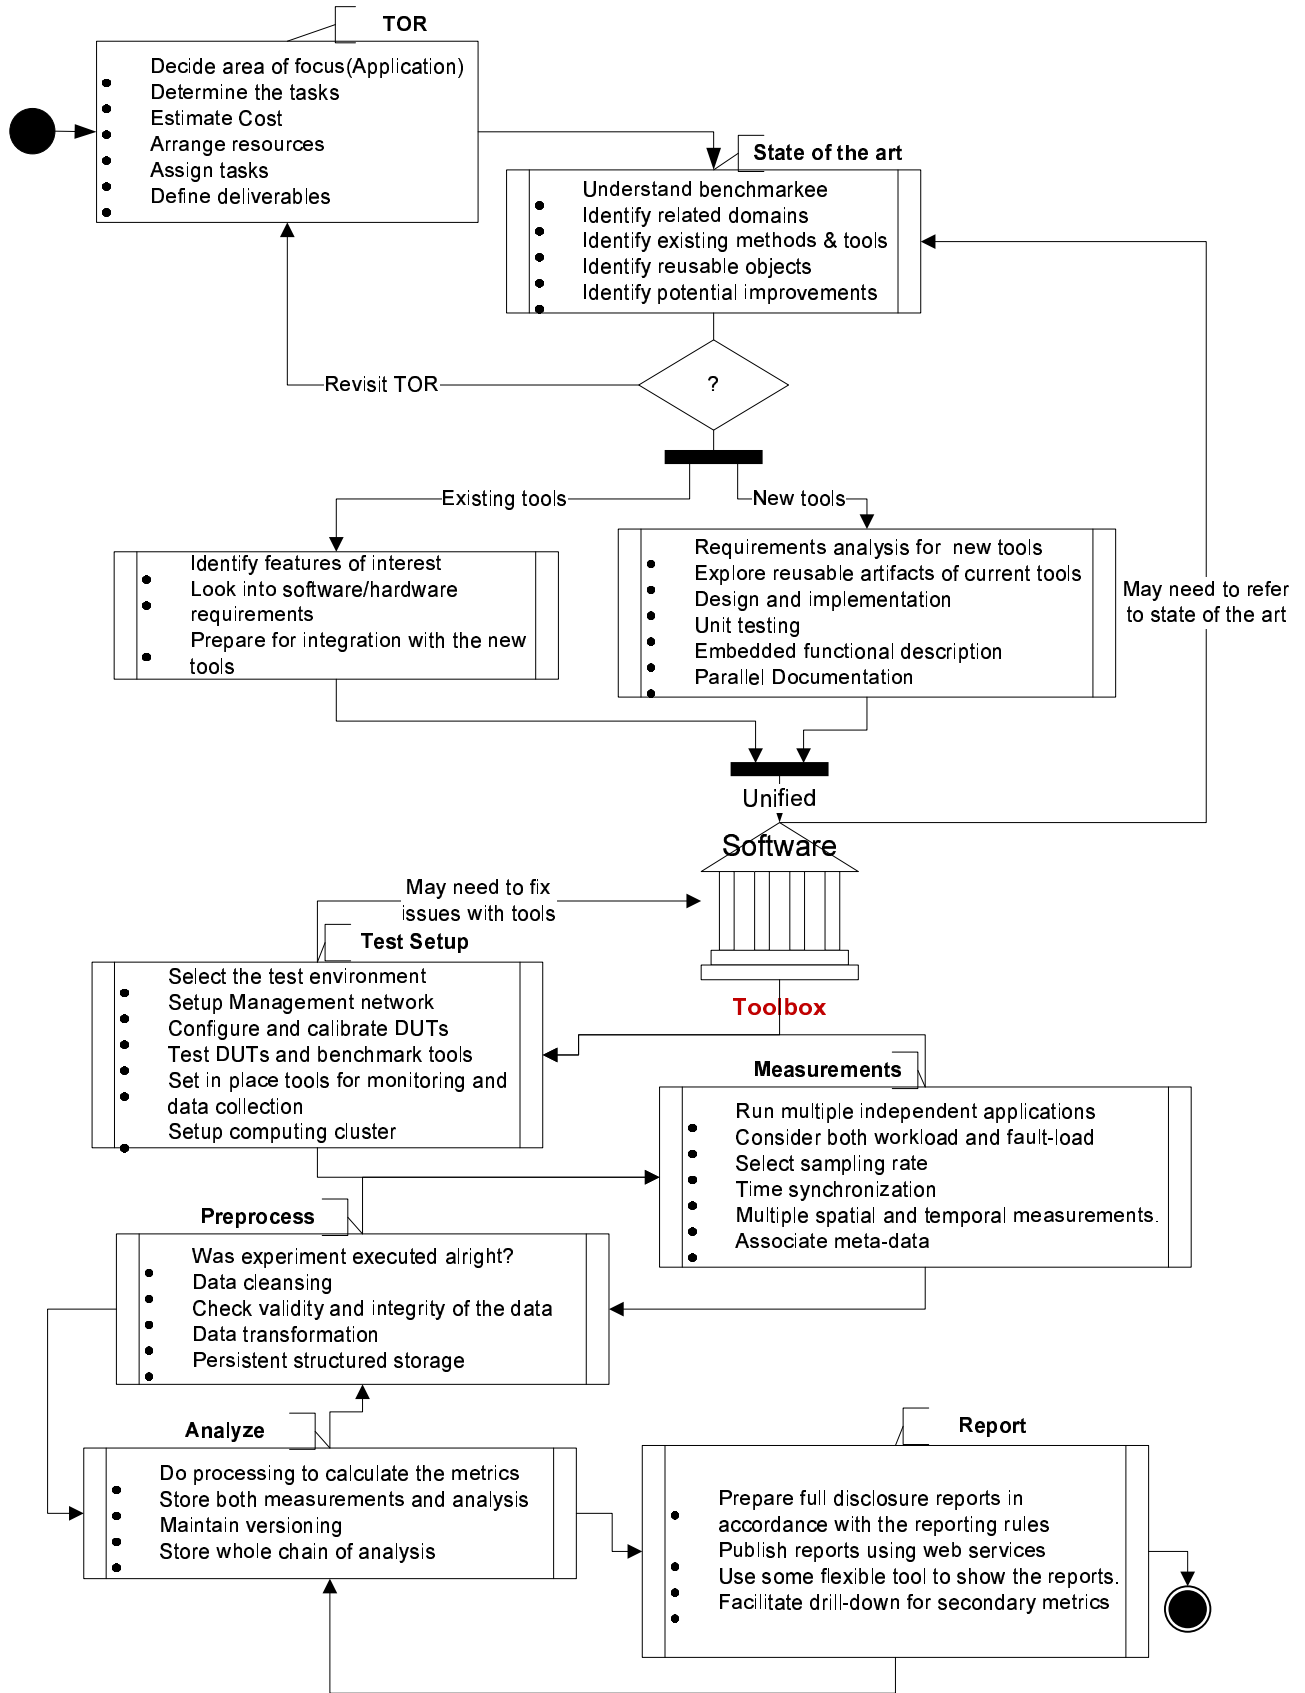 TOR
Decide area of focus(Application)
Determine the tasks
Estimate Cost
Arrange resources
Assign tasks
Define deliverables
State of the art
Understand benchmarkee
Identify related domains
Identify existing methods & tools
Identify reusable objects
Identify potential improvements
?
Revisit TOR
Existing tools
New tools
Identify features of interest
Look into software/hardware
requirements
Prepare for integration with the new
tools
Requirements analysis for new tools
Explore reusable artifacts of current tools
Design and implementation
Unit testing
Embedded functional description
Parallel Documentation
May need to refer
to state of the art
Unified
Software
Toolbox
May need to fix
issues with tools
Test Setup
Select the test environment
Setup Management network
Configure and calibrate DUTs
Test DUTs and benchmark tools
Set in place tools for monitoring and
data collection
Setup computing cluster
Measurements
Run multiple independent applications
Consider both workload and fault-load
Select sampling rate
Time synchronization
Multiple spatial and temporal measurements.
Associate meta-data
Preprocess
Was experiment executed alright?
Data cleansing
Check validity and integrity of the data
Data transformation
Persistent structured storage
Analyze
Do processing to calculate the metrics
Store both measurements and analysis
Maintain versioning
Store whole chain of analysis
Report
Prepare full disclosure reports in
accordance with the reporting rules
Publish reports using web services
Use some flexible tool to show the reports.
Facilitate drill-down for secondary metrics